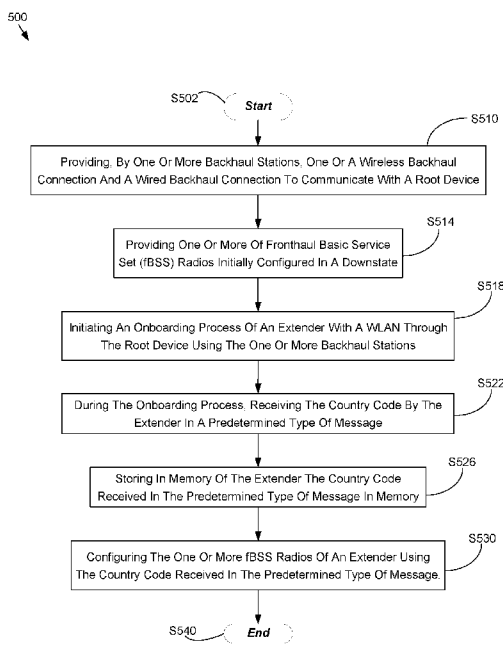 500
S502
Start
S510
Providing, By One Or More Backhaul Stations, One Or A Wireless Backhaul
Connection And A Wired Backhaul Connection To Communicate With A Root Device
S514
Providing One Or More Of Fronthaul Basic Service
Set (fBSS) Radios Initially Configured In A Downstate
S518
Initiating An Onboarding Process Of An Extender With A WLAN Through
The Root Device Using The One Or More Backhaul Stations
S522
During The Onboarding Process, Receiving The Country Code By The
Extender In A Predetermined Type Of Message
S526
Storing In Memory Of The Extender The Country Code
Received In The Predetermined Type Of Message In Memory
S530
Configuring The One Or More fBSS Radios Of An Extender Using
The Country Code Received In The Predetermined Type Of Message.
S540
End